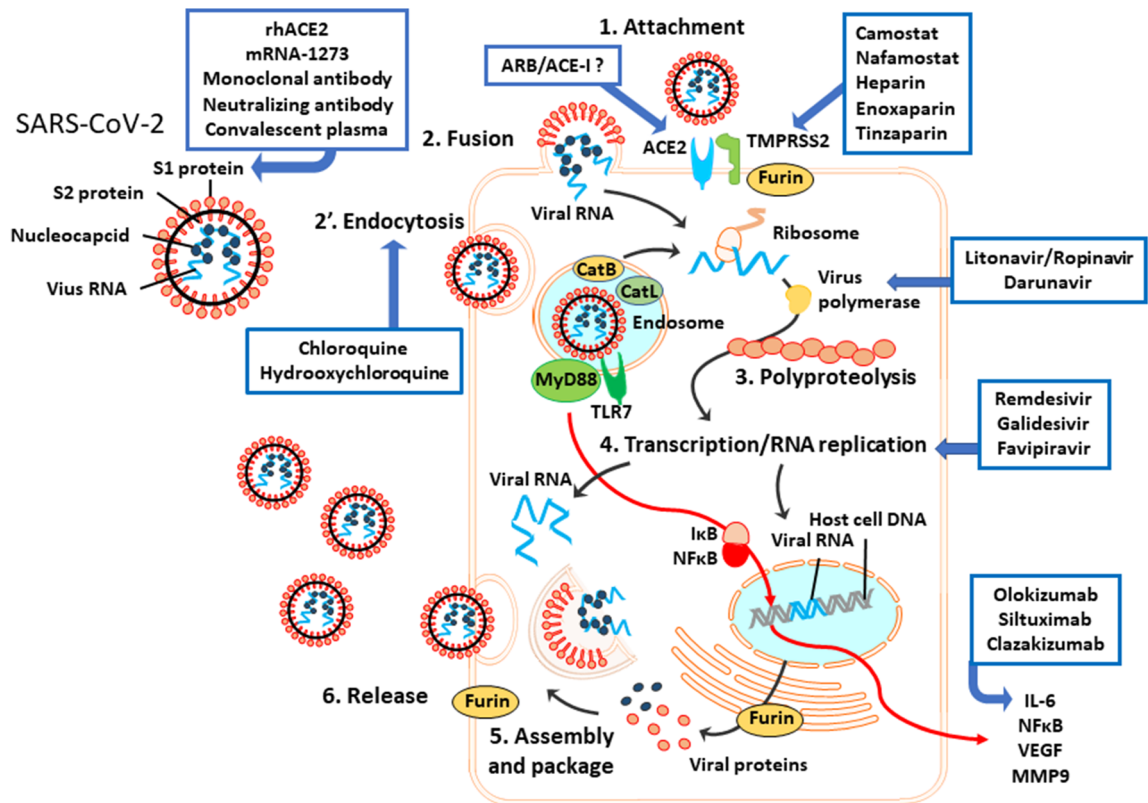 rhACE2
mRNA-1273
Monoclonal antibody
Neutralizing antibody
Convalescent plasma
SARS-CoV-2
S1 protein
S2 protein
Nucleocapcid
Vius RNA
1. Attachment
ARB/ACE-I ?
ACE2
TMPRSS2
Furin
Camostat
Nafamostat
Heparin
Enoxaparin
Tinzaparin
2. Fusion
Viral RNA
2’. Endocytosis
Chloroquine
Hydrooxychloroquine
CatB
CatL
Endosome
MyD88
TLR7
Ribosome
Virus
polymerase
Litonavir/Ropinavir
Darunavir
3. Polyproteolysis
4. Transcription/RNA replication
Remdesivir
Galidesivir
Favipiravir
Viral RNA
IκB
NFκB
Host cell DNA
Viral RNA
Olokizumab
Siltuximab
Clazakizumab
IL-6
NFκB
VEGF
MMP9
Furin
Viral proteins
5. Assembly
and package
6. Release
Furin